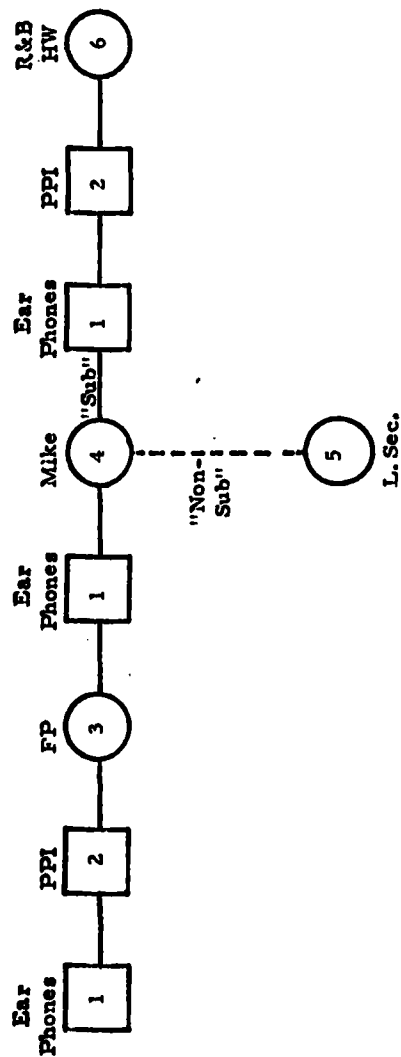 Ear
Phones
1
PPI
2
FP
3
Ear
Phones
1
Mike
4
"Sub"
Ear
Phones
1
PPI
2
R&B
HW
6
"Non-
Sub"
5
L. Sec.